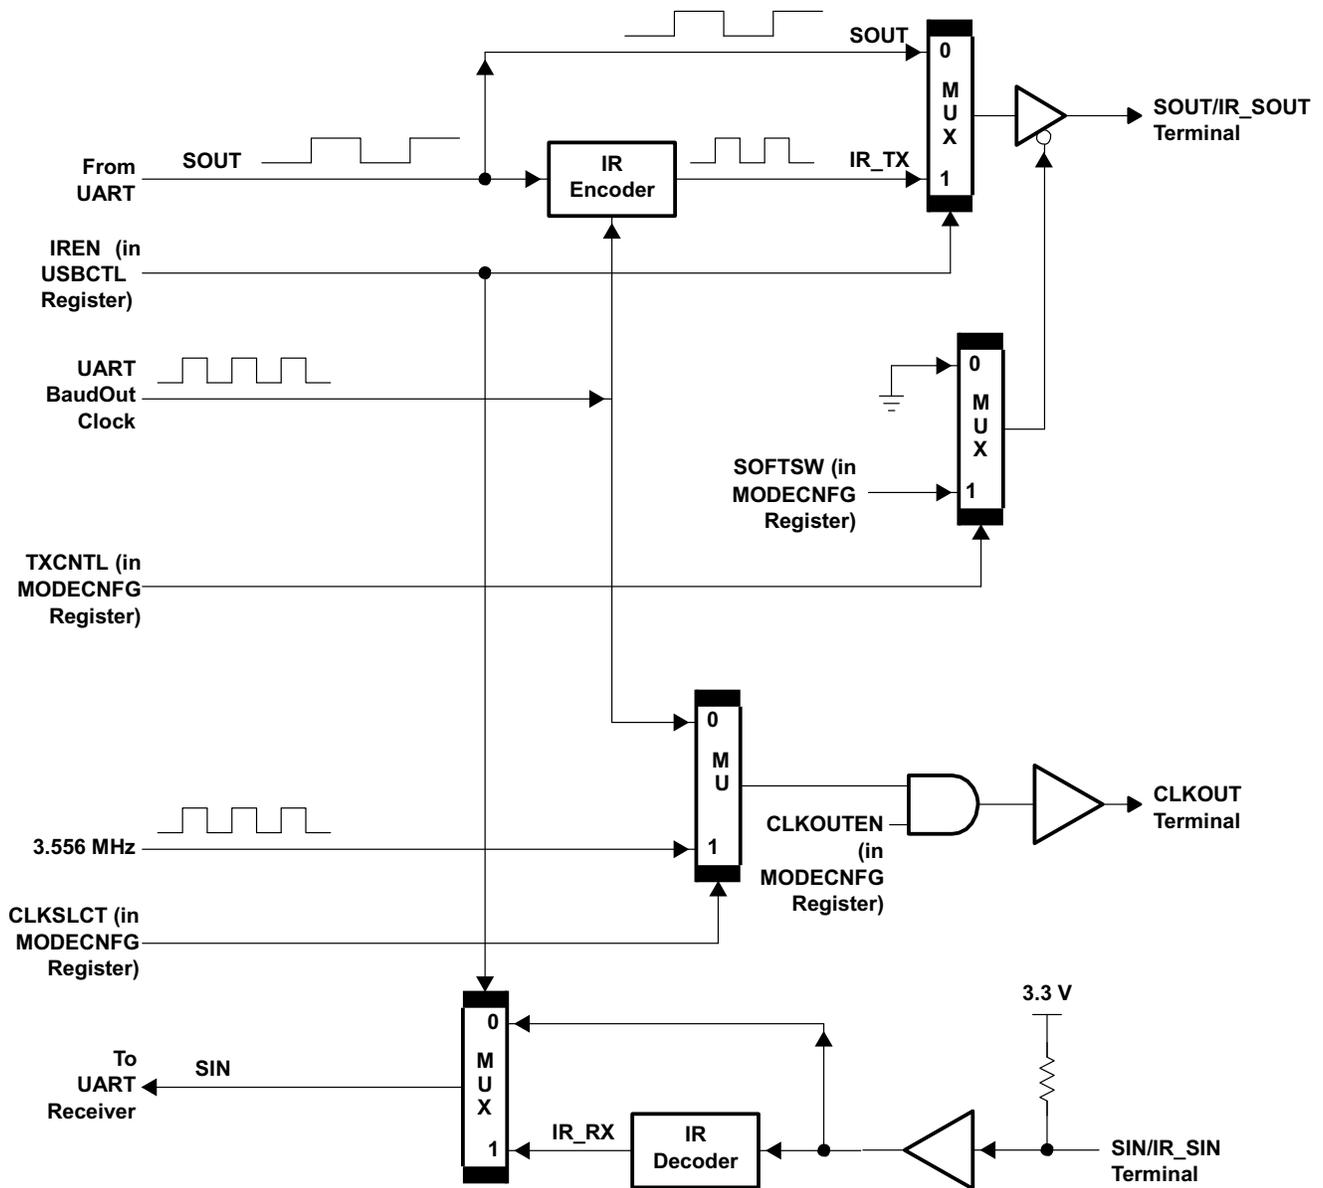 SOUT
0
M
U
X
1
SOUT/IR_SOUT
Terminal
From
UART
SOUT
IR
Encoder
IR_TX
IREN (in
USBCTL
Register)
UART
BaudOut
Clock
0
M
U
X
1
SOFTSW (in
MODECNFG
Register)
TXCNTL (in
MODECNFG
Register)
0
M
U
1
3.556 MHz
CLKOUTEN
(in
MODECNFG
Register)
CLKOUT
Terminal
CLKSLCT (in
MODECNFG
Register)
3.3 V
0
M
U
X
1
To
UART
Receiver
SIN
IR_RX
IR
Decoder
SIN/IR_SIN
Terminal